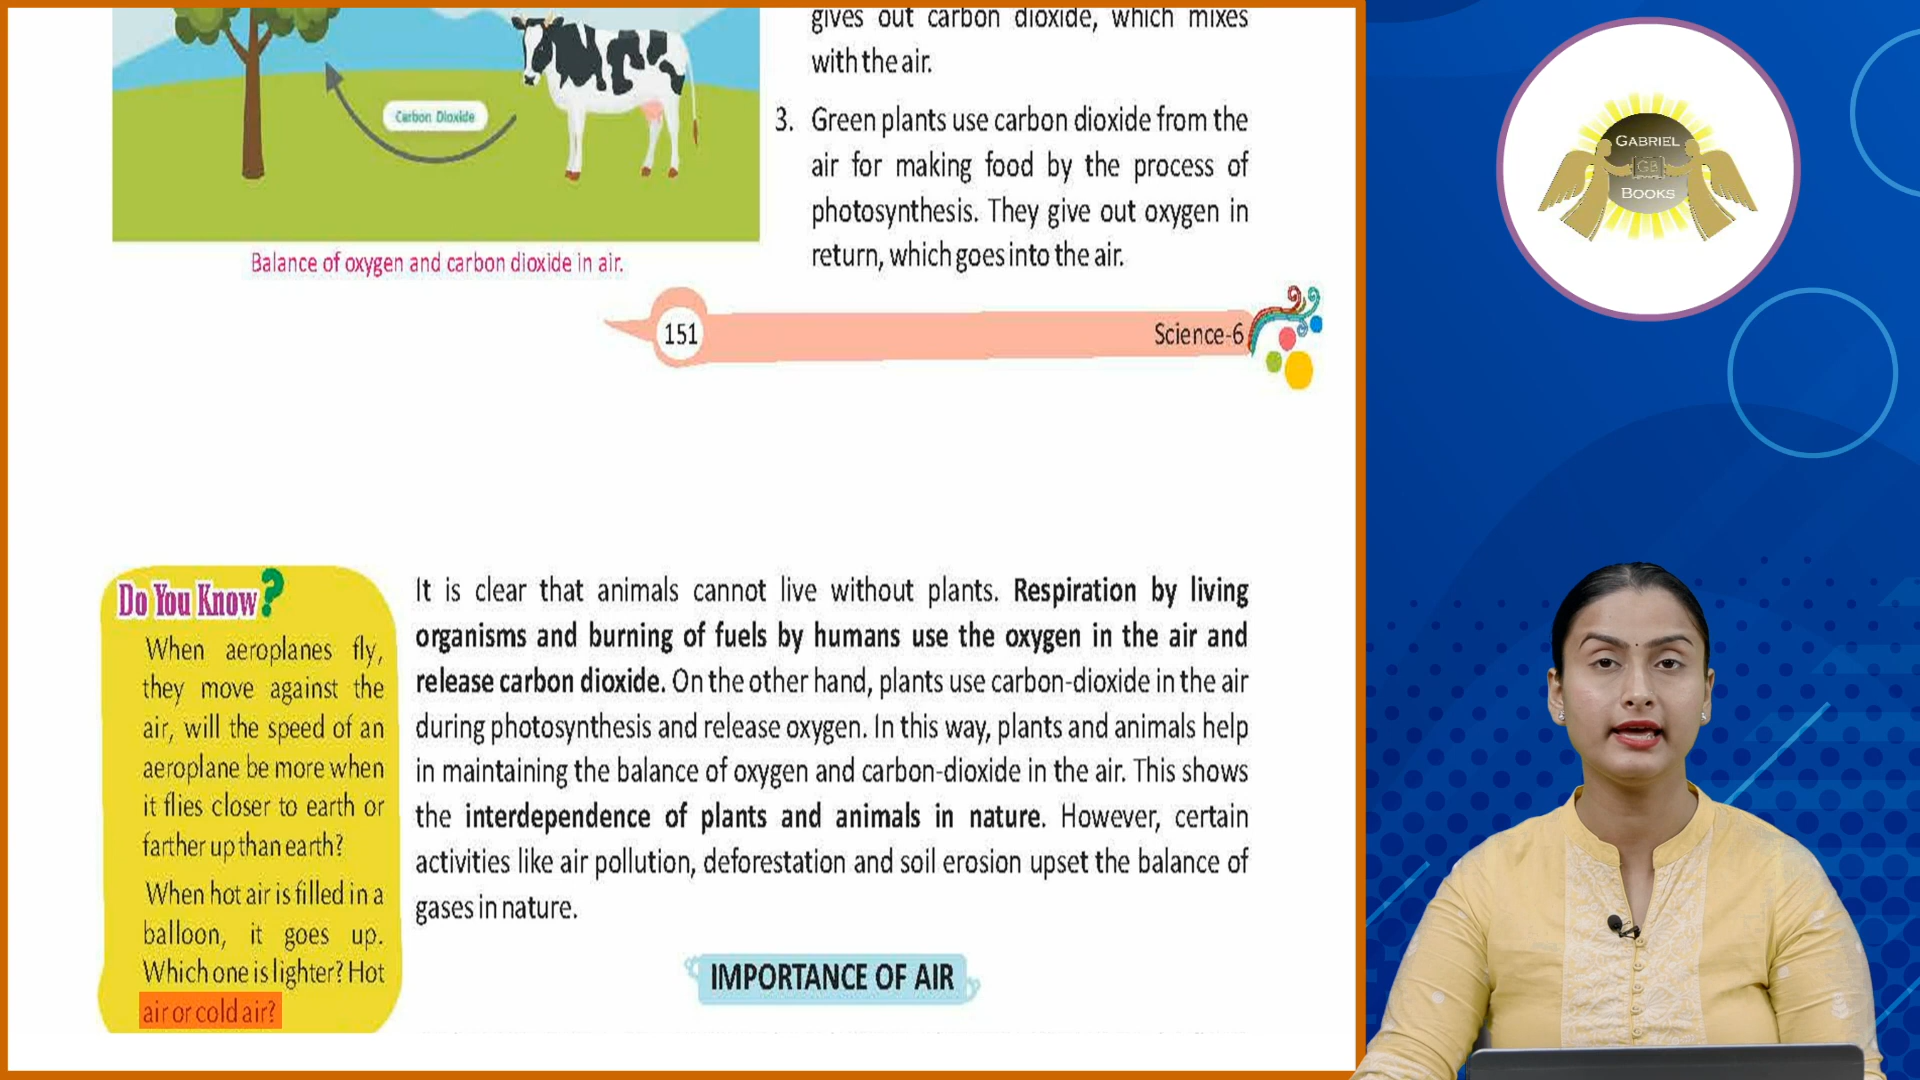 gives out carbon dioxide, which mixes
with the air.
3. Green plants use carbon dioxide from the
air for making food by the process of
photosynthesis. They give out oxygen in
return, which goes into the air.
Carbon Dioxide
Balance of oxygen and carbon dioxide in air.
151
Science-6
Do You Know?
When aeroplanes fly,
they move against the
air, will the speed of an
aeroplane be more when
it flies closer to earth or
farther up than earth?
When hot air is filled in a
balloon, it goes up.
Which one is lighter? Hot
air or cold air?
It is clear that animals cannot live without plants. Respiration by living
organisms and burning of fuels by humans use the oxygen in the air and
release carbon dioxide. On the other hand, plants use carbon-dioxide in the air
during photosynthesis and release oxygen. In this way, plants and animals help
in maintaining the balance of oxygen and carbon-dioxide in the air. This shows
the interdependence of plants and animals in nature. However, certain
activities like air pollution, deforestation and soil erosion upset the balance of
gases in nature.
IMPORTANCE OF AIR
GABRIEL
GB
BOOKS